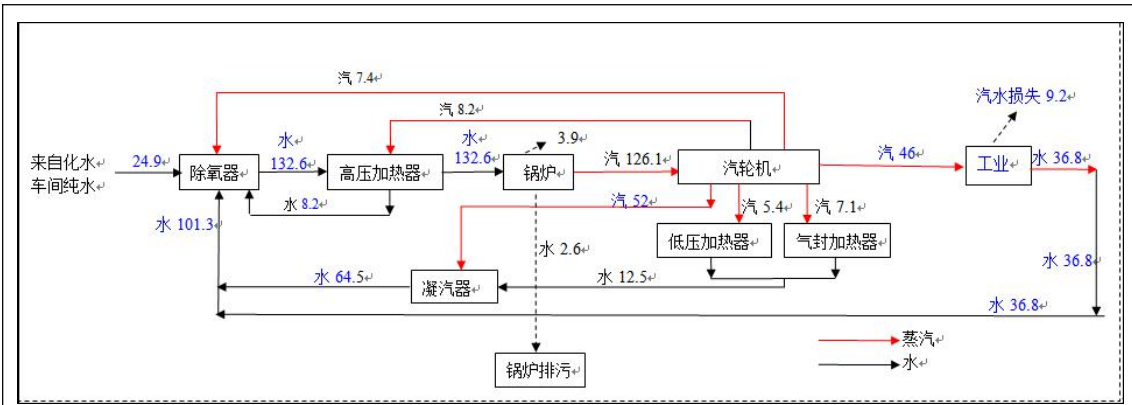 汽 7.4
汽水损失 9.2
汽 8.2
水
水
3.9
来自化水
车间纯水
24.9
除氧器
132.6
高压加热器
132.6
锅炉
汽 126.1
汽轮机
汽 46
工业
水 36.8
水 8.2
汽 52
汽 5.4
汽 7.1
水 101.3
低压加热器
气封加热器
水 2.6
水 36.8
水 64.5
凝汽器
水 12.5
水 36.8
蒸汽
水
锅炉排污